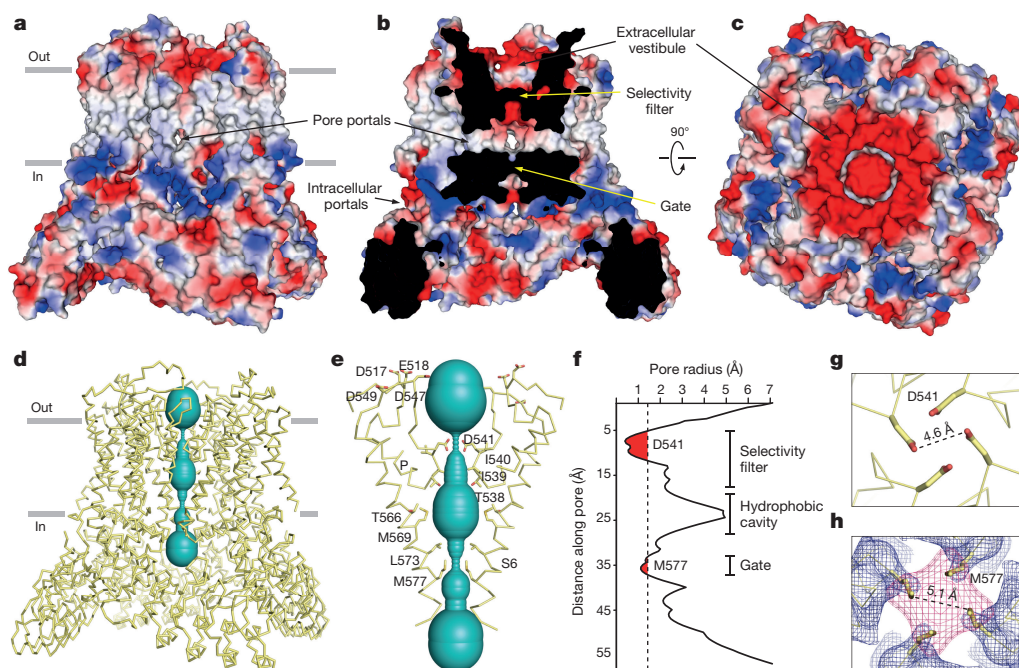 a
Out
In
Pore portals
Intracellular
portals
b
Extracellular
vestibule
Selectivity
filter
Gate
90°
c
d
Out
In
e
D517
E518
D549
D547
D541
P
I540
I539
T538
T566
M569
L573
M577
S6
f
Pore radius (Å)
1 2 3 4 5 6 7
Distance along pore (Å)
5
15
25
35
45
55
D541
M577
Selectivity
filter
Hydrophobic
cavity
Gate
g
D541
4.6 Å
h
M577
5.1 Å